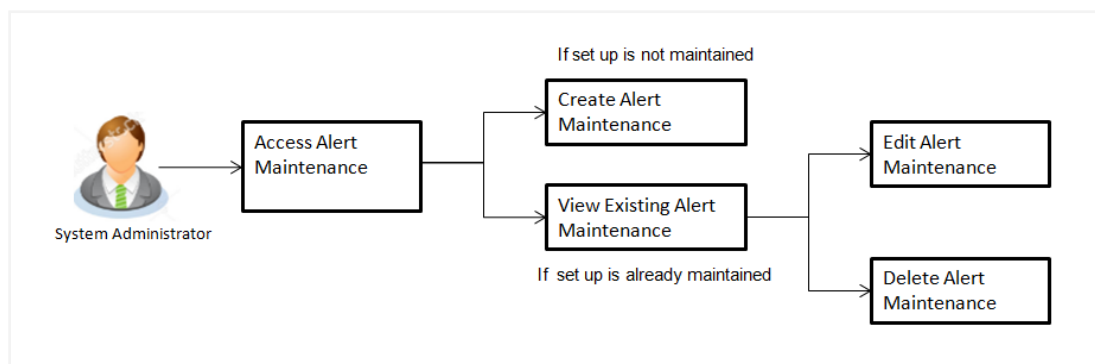 If set up is not maintained
Create Alert
Maintenance
Access Alert
Maintenance
Edit Alert
Maintenance
View Existing Alert
Maintenance
System Administrator
If set up is already maintained
Delete Alert
Maintenance